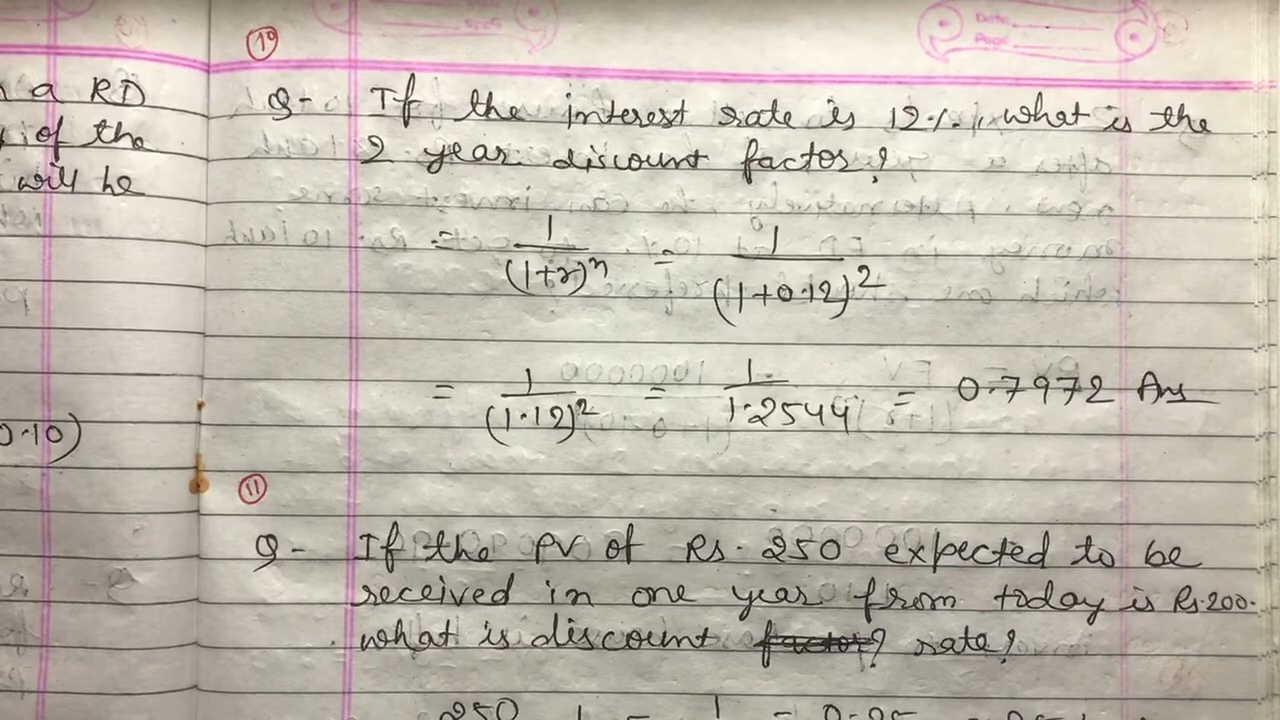 a RD
of the
will be
0.10)
10
Q- If the interest rate is 12%, what is the
2 year discount factor?
= 1/(1+r)^n = 1/(1+0.12)^2
= 1/(1.12)^2 = 1/1.2544 = 0.7972 Ans
11
Q- If the PV of Rs. 250 expected to be
received in one year from today is Rs.200.
what is discount factor? rate?
250